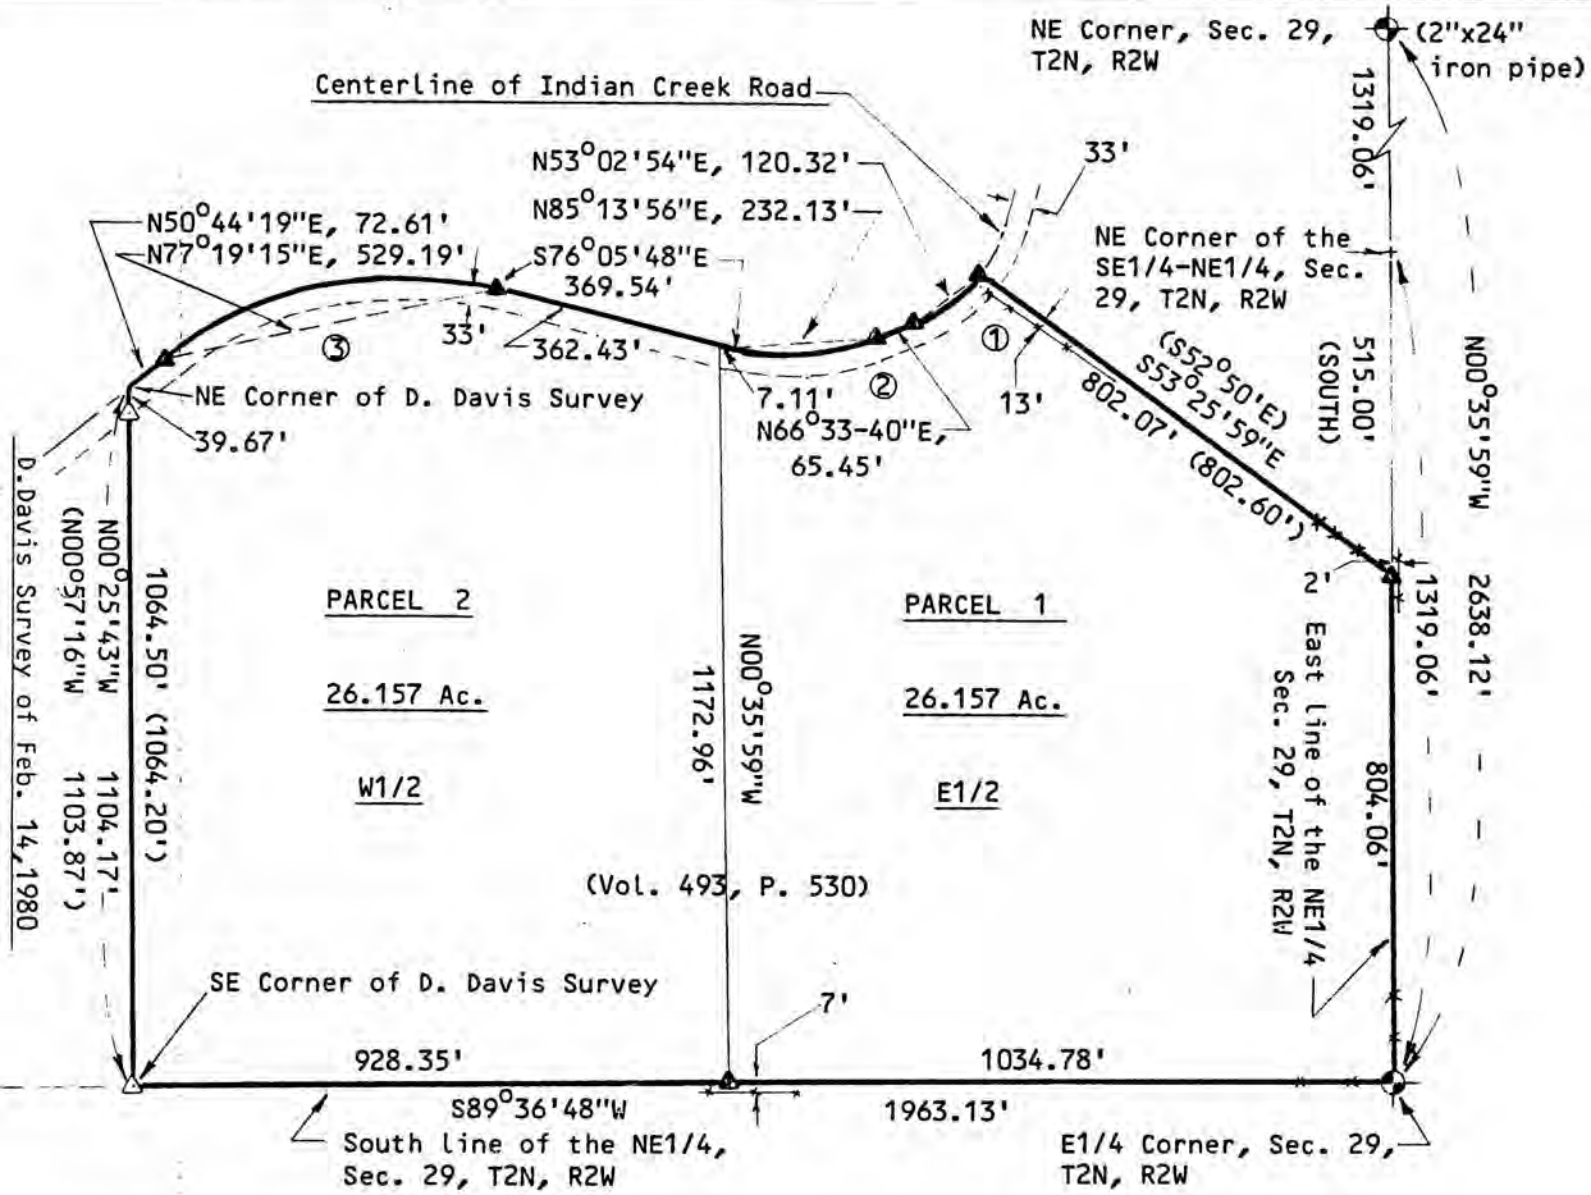 NE Corner, Sec. 29,
T2N, R2W
(2"x24"
iron pipe)
Centerline of Indian Creek Road
1319.06'
33'
N53°02'54"E, 120.32'
N85°13'56"E, 232.13'
N50°44'19"E, 72.61'
N77°19'15"E, 529.19'
S76°05'48"E
369.54'
NE Corner of the
SE1/4-NE1/4, Sec.
29, T2N, R2W
33'
362.43'
③
①
②
(S52°50'E)
S53°25'59"E
802.07' (802.60')
515.00'
(SOUTH)
N00°35'59"W 2638.12'
NE Corner of D. Davis Survey
39.67'
7.11'
N66°33-40"E,
65.45'
13'
D.Davis Survey of Feb. 14,1980
N00°25'43"W 1104.17'
(N00°57'16"W 1103.87')
1064.50' (1064.20')
PARCEL 2
26.157 Ac.
W1/2
N00°35'59"W
1172.96'
PARCEL 1
26.157 Ac.
E1/2
2'
1319.06'
East line of the NE1/4
Sec. 29, T2N, R2W
804.06'
(Vol. 493, P. 530)
SE Corner of D. Davis Survey
7'
928.35'
1034.78'
S89°36'48"W
1963.13'
South line of the NE1/4,
Sec. 29, T2N, R2W
E1/4 Corner, Sec. 29,
T2N, R2W